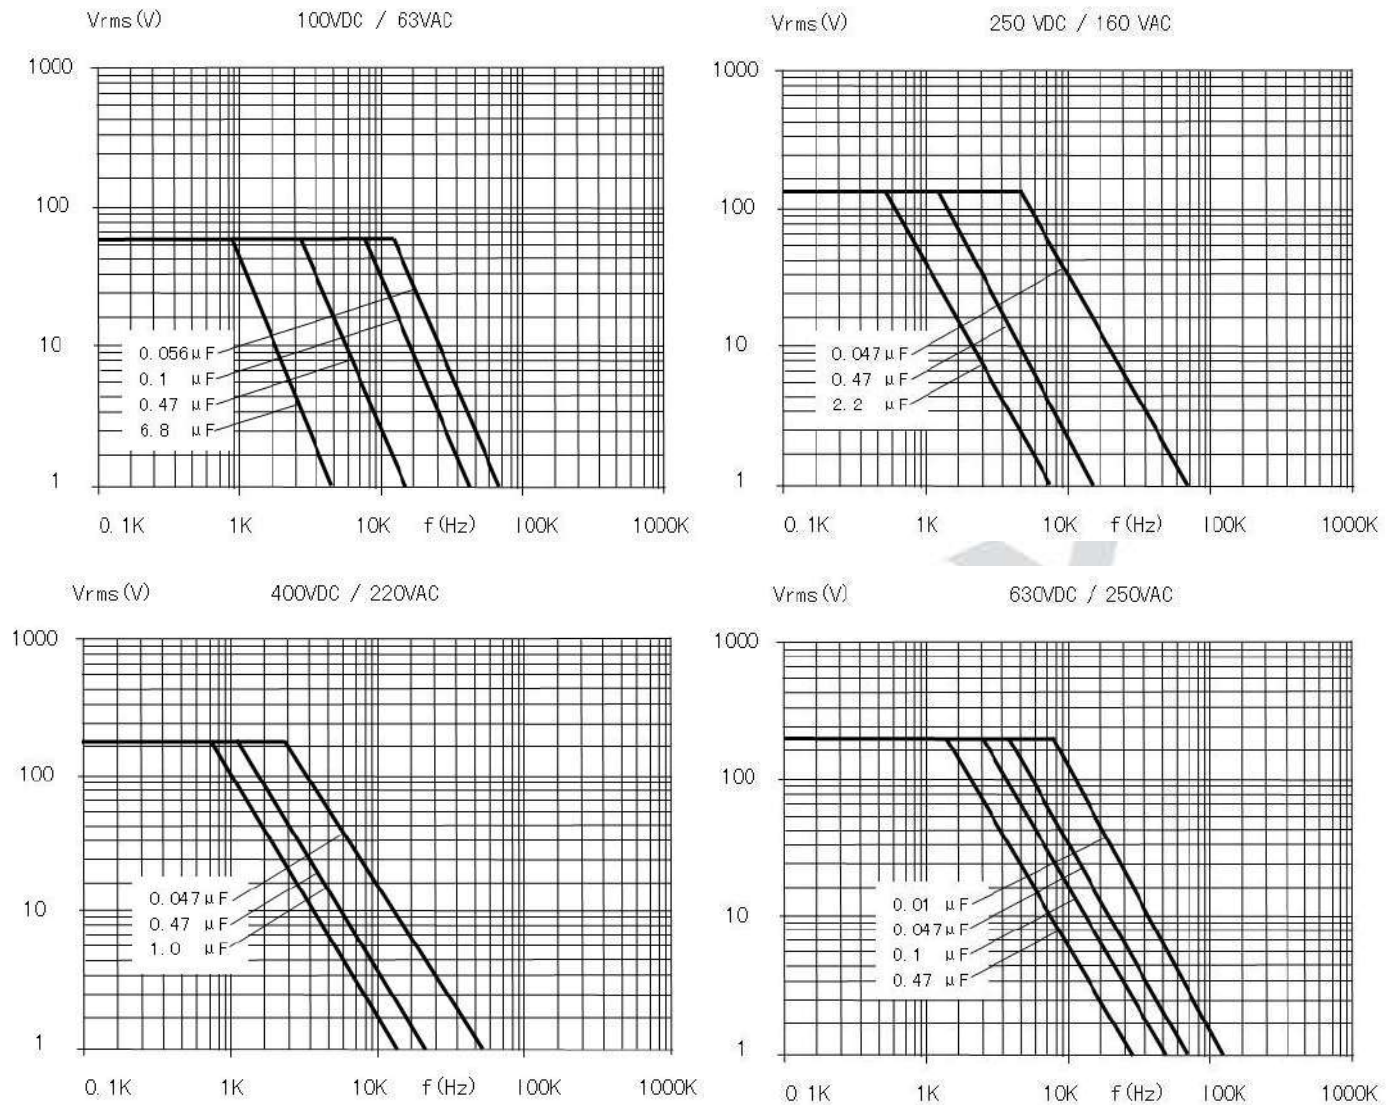 Vrms(V) 100VDC / 63VAC
1000
100
10
1
0.056μF
0.1 μF
0.47 μF
6.8 μF
0.1K 1K 10K f(Hz) 100K 1000K
Vrms(V) 250 VDC / 160 VAC
1000
100
10
1
0.047μF
0.47 μF
2.2 μF
0.1K 1K 10K f(Hz) 100K 1000K
Vrms(V) 400VDC / 220VAC
1000
100
10
1
0.047μF
0.47 μF
1.0 μF
0.1K 1K 10K f(Hz) 100K 1000K
Vrms(V) 630VDC / 250VAC
1000
100
10
1
0.01 μF
0.047μF
0.1 μF
0.47 μF
0.1K 1K 10K f(Hz) 100K 1000K